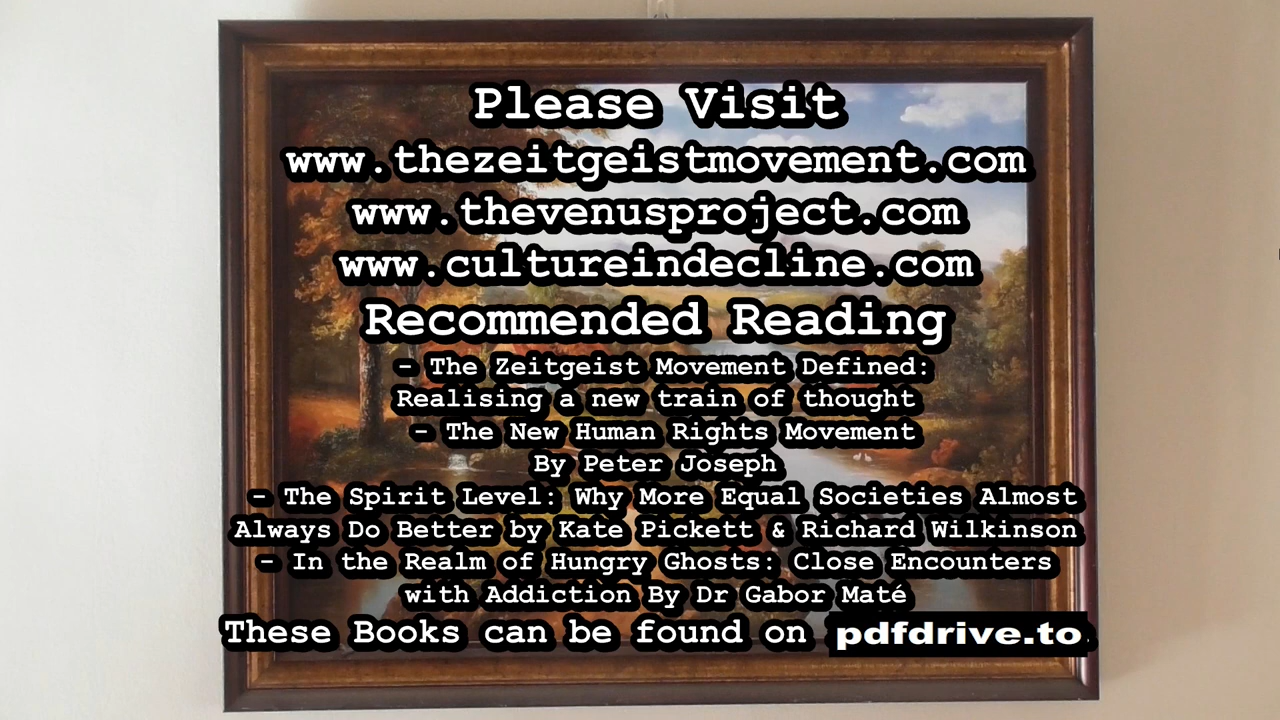 Please Visit
www.thezeitgeistmovement.com
www.thevenusproject.com
www.cultureindecline.com
Recommended Reading
- The Zeitgeist Movement Defined:
Realising a new train of thought
- The New Human Rights Movement
By Peter Joseph
- The Spirit Level: Why More Equal Societies Almost
Always Do Better by Kate Pickett & Richard Wilkinson
- In the Realm of Hungry Ghosts: Close Encounters
with Addiction By Dr Gabor Maté
These Books can be found on pdfdrive.to